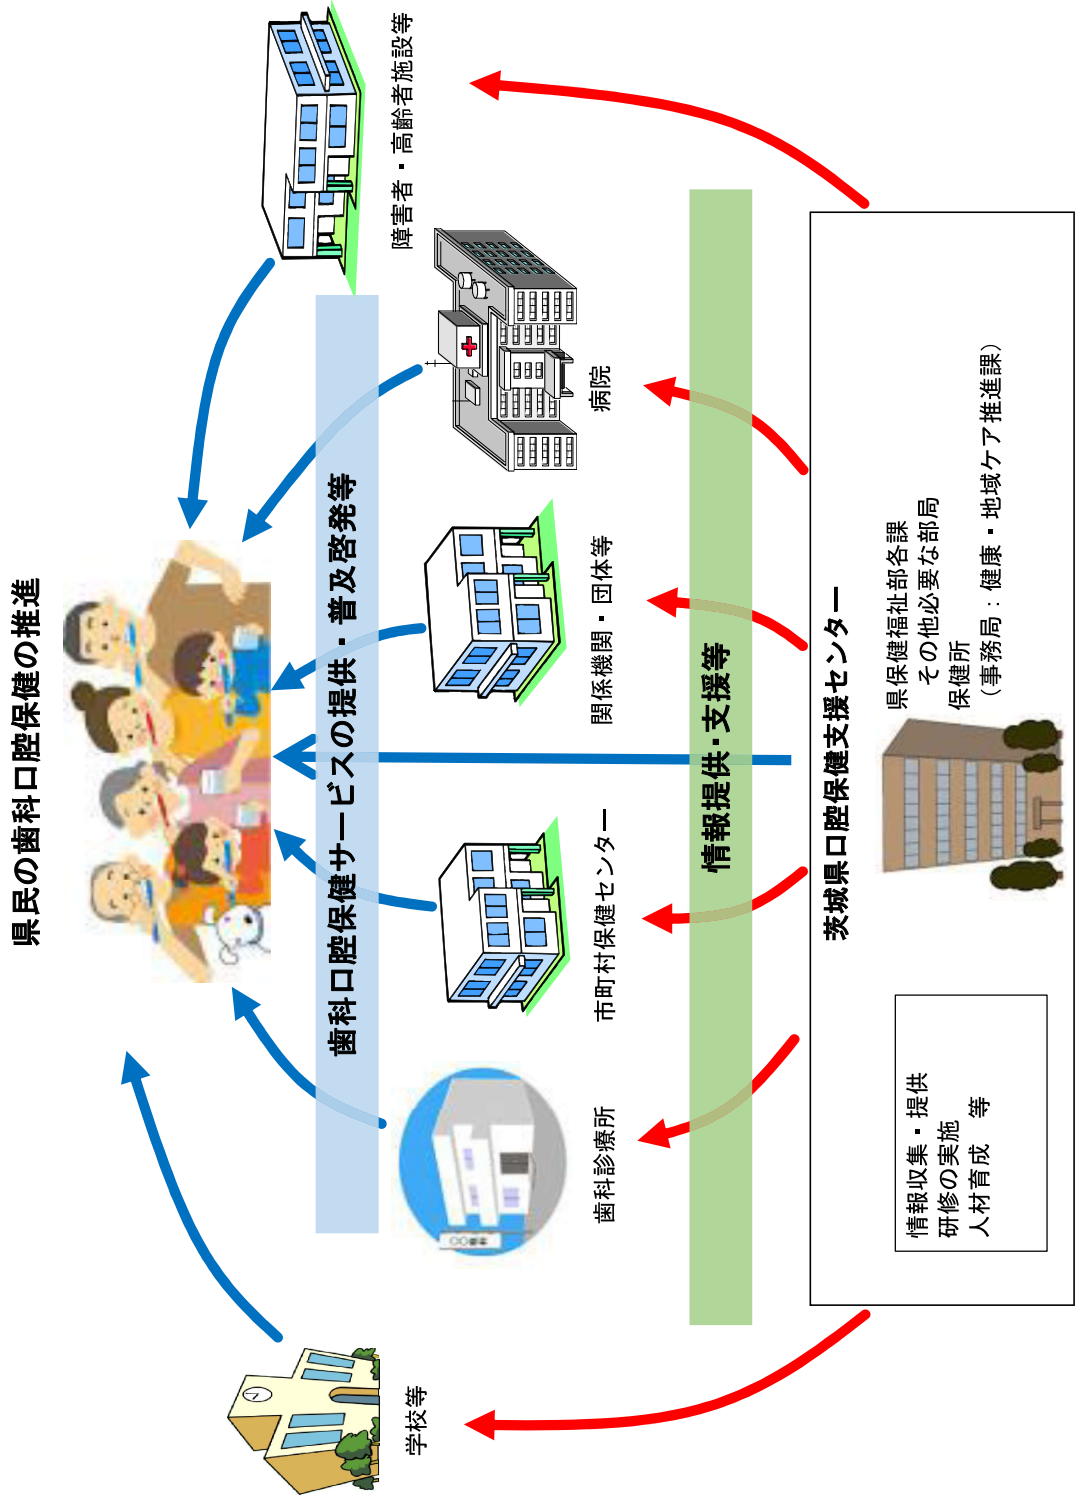 県民の歯科口腔保健の推進
歯科口腔保健サービスの提供・普及啓発等
学校等
歯科診療所
市町村保健センター
関係機関・団体等
病院
障害者・高齢者施設等
情報提供・支援等
茨城県口腔保健支援センター
情報収集・提供
研修の実施
人材育成　等
県保健福祉部各課
その他必要な部局
保健所
（事務局：健康・地域ケア推進課）